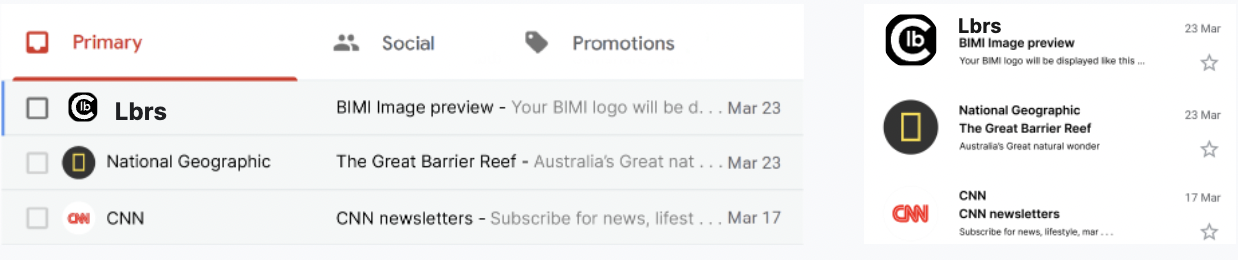 Primary Social Promotions
lb Lbrs BIMI Image preview - Your BIMI logo will be d. . . Mar 23
National Geographic The Great Barrier Reef - Australia's Great nat . . . Mar 23
CNN CNN CNN newsletters - Subscribe for news, lifest . . . Mar 17
lb Lbrs 23 Mar
BIMI Image preview
Your BIMI logo will be displayed like this ...
National Geographic 23 Mar
The Great Barrier Reef
Australia's Great natural wonder
CNN CNN 17 Mar
CNN newsletters
Subscribe for news, lifestyle, mar . . .